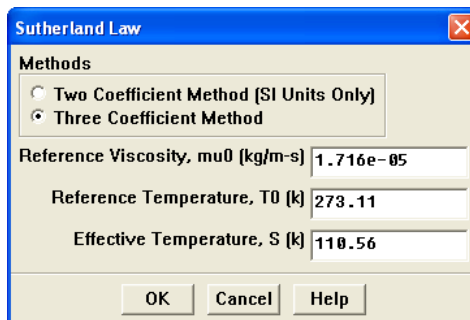 Sutherland Law
Methods
Two Coefficient Method (SI Units Only)
Three Coefficient Method
Reference Viscosity, mu0 (kg/m-s) 1.716e-05
Reference Temperature, T0 (k) 273.11
Effective Temperature, S (k) 110.56
OK Cancel Help